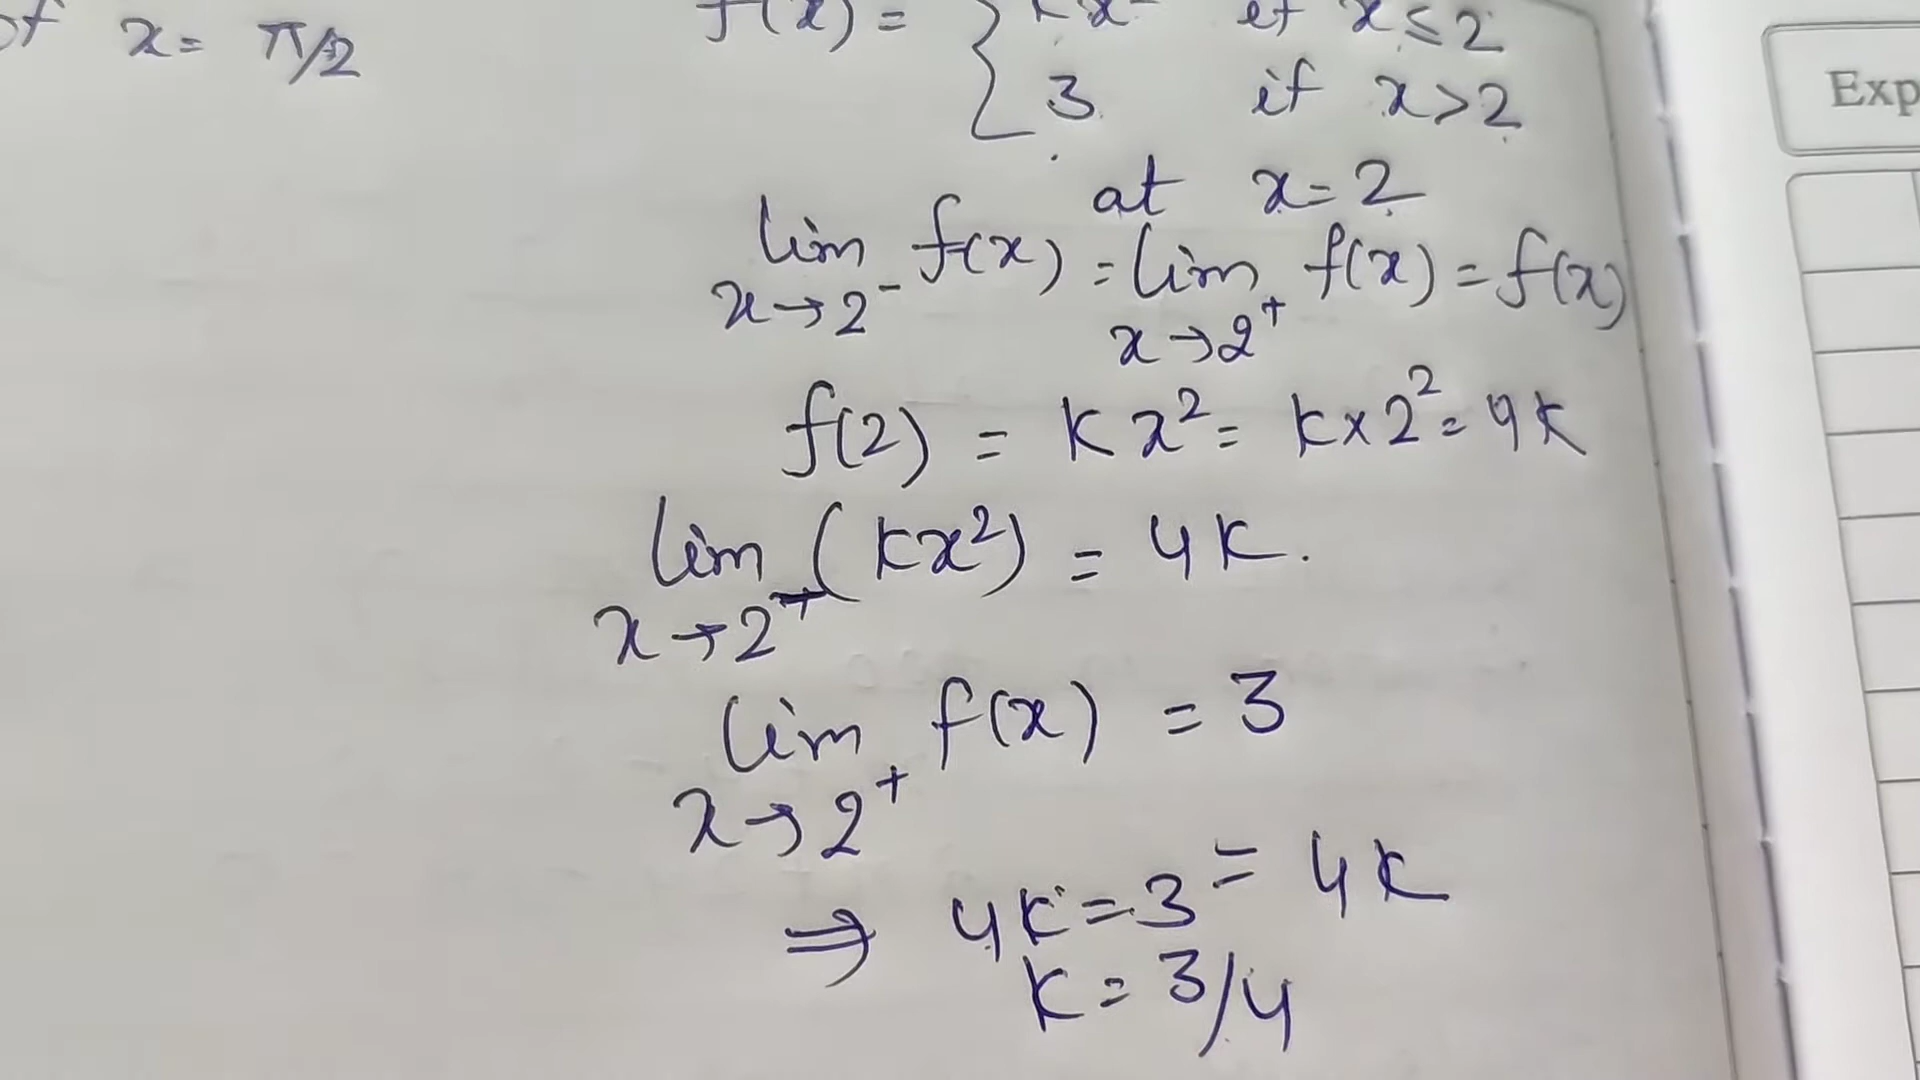 x = π/2
f(x) = { kx² if x ≤ 2
3 if x > 2
at x = 2
lim x→2⁻ f(x) = lim x→2⁺ f(x) = f(x)
f(2) = kx² = k×2² = 4k
lim x→2⁻ (kx²) = 4k.
lim x→2⁺ f(x) = 3
⇒ 4k = 3 = 4k
k = 3/4
Exp